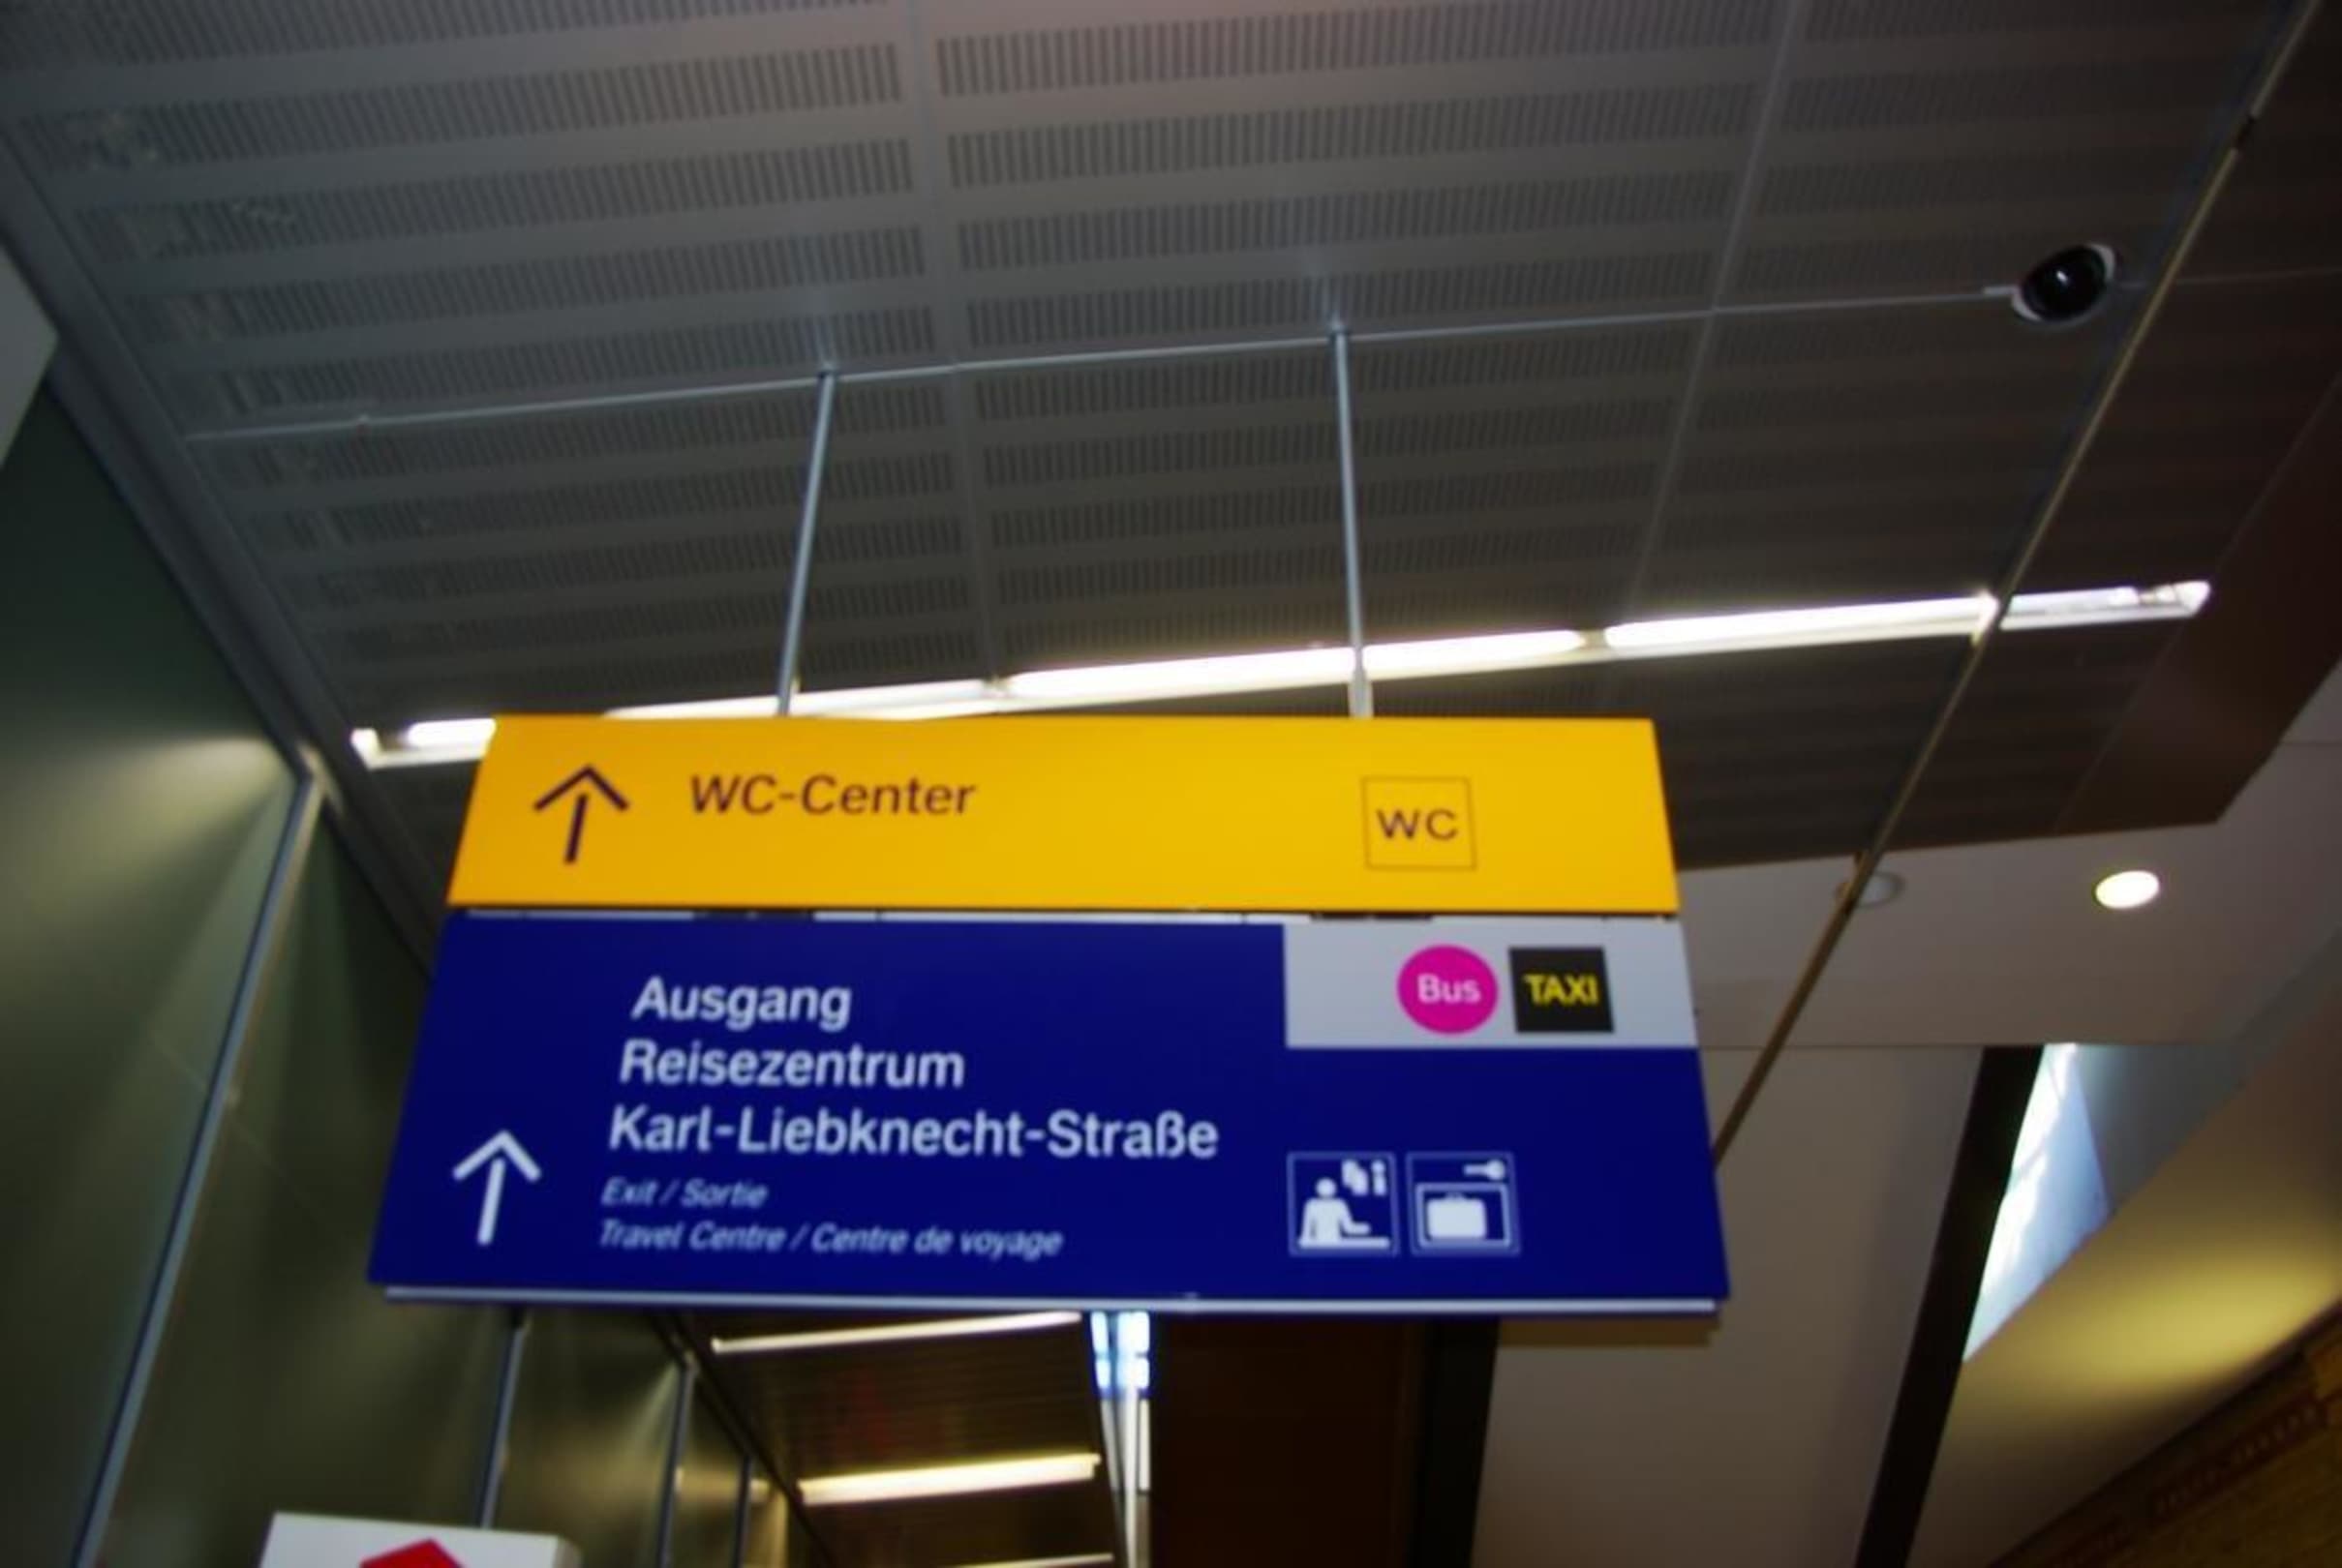 WC-Center
WC
Bus
TAXI
Ausgang
Reisezentrum
Karl-Liebknecht-Straße
Exit / Sortie
Travel Centre / Centre de voyage